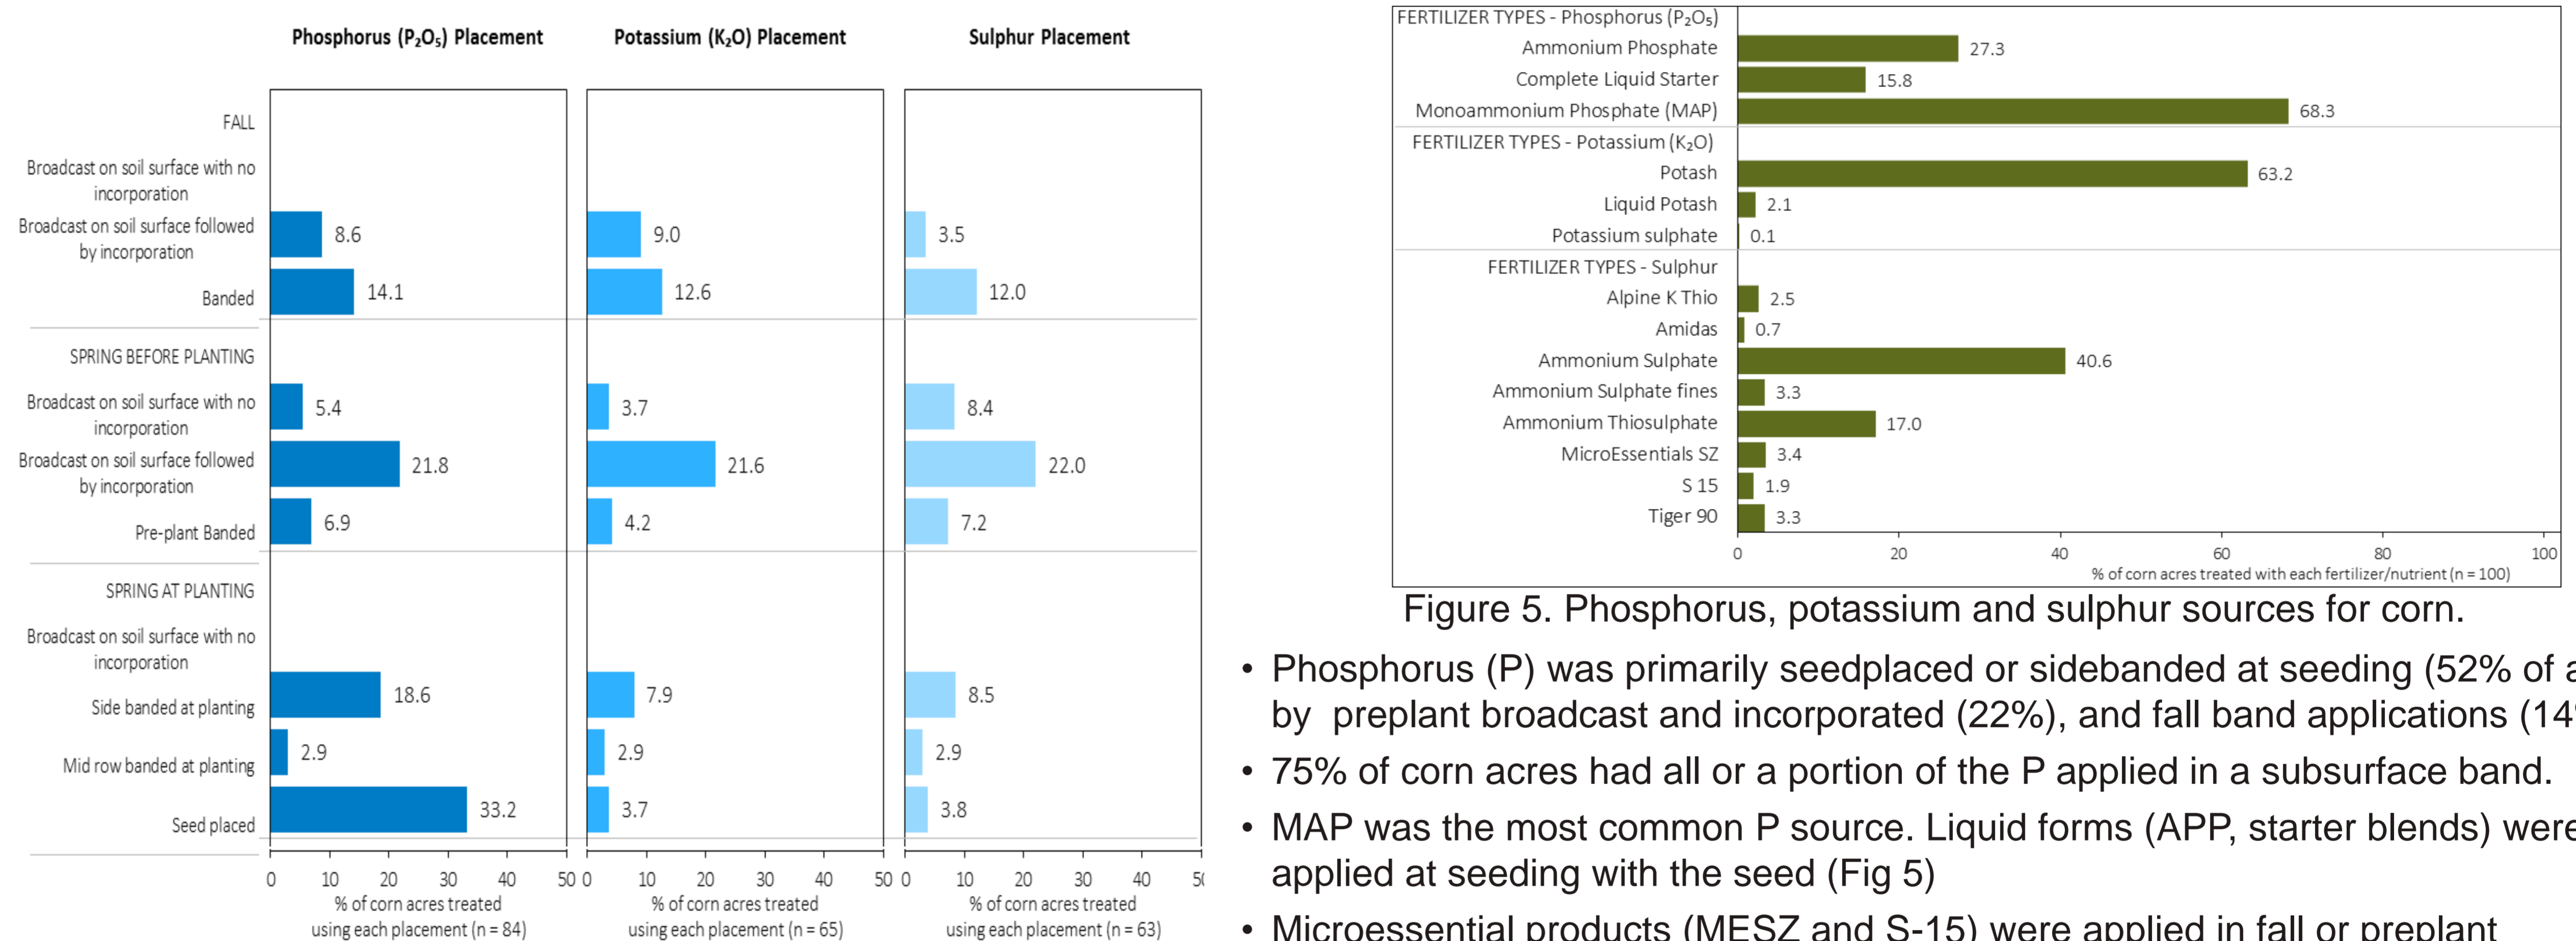 Phosphorus (P₂O₅) Placement
Potassium (K₂O) Placement
Sulphur Placement
FALL
Broadcast on soil surface with no
incorporation
Broadcast on soil surface followed
by incorporation
8.6
9.0
3.5
Banded
14.1
12.6
12.0
SPRING BEFORE PLANTING
Broadcast on soil surface with no
incorporation
5.4
3.7
8.4
Broadcast on soil surface followed
by incorporation
21.8
21.6
22.0
Pre-plant Banded
6.9
4.2
7.2
SPRING AT PLANTING
Broadcast on soil surface with no
incorporation
Side banded at planting
18.6
7.9
8.5
Mid row banded at planting
2.9
2.9
2.9
Seed placed
33.2
3.7
3.8
0 10 20 30 40 50
0 10 20 30 40 50
0 10 20 30 40
% of corn acres treated
using each placement (n = 84)
% of corn acres treated
using each placement (n = 65)
% of corn acres treated
using each placement (n = 63)
FERTILIZER TYPES - Phosphorus (P₂O₅)
Ammonium Phosphate 27.3
Complete Liquid Starter 15.8
Monoammonium Phosphate (MAP) 68.3
FERTILIZER TYPES - Potassium (K₂O)
Potash 63.2
Liquid Potash 2.1
Potassium sulphate 0.1
FERTILIZER TYPES - Sulphur
Alpine K Thio 2.5
Amidas 0.7
Ammonium Sulphate 40.6
Ammonium Sulphate fines 3.3
Ammonium Thiosulphate 17.0
MicroEssentials SZ 3.4
S 15 1.9
Tiger 90 3.3
0 20 40 60 80 100
% of corn acres treated with each fertilizer/nutrient (n = 100)
Figure 5. Phosphorus, potassium and sulphur sources for corn.
• Phosphorus (P) was primarily seedplaced or sidebanded at seeding (52% of
by preplant broadcast and incorporated (22%), and fall band applications (14
• 75% of corn acres had all or a portion of the P applied in a subsurface band.
• MAP was the most common P source. Liquid forms (APP, starter blends) were
applied at seeding with the seed (Fig 5)
• Microessential products (MESZ and S-15) were applied in fall or preplant